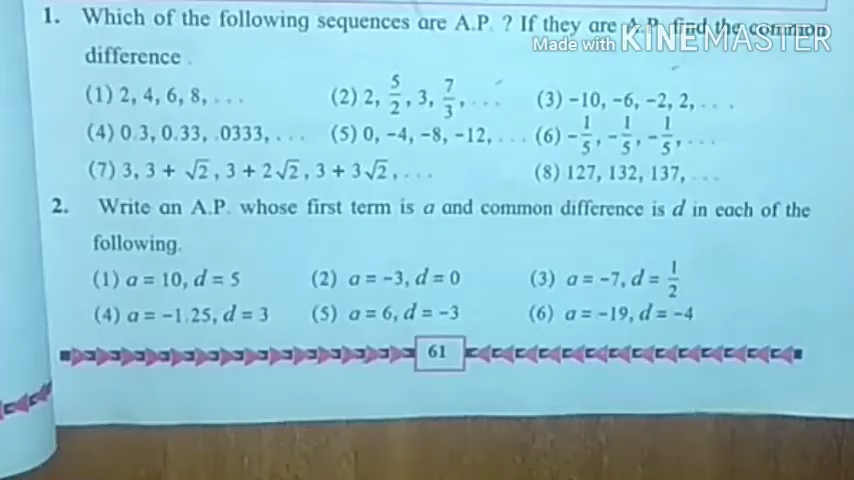 1. Which of the following sequences are A.P. ? If they are A.P. find the common
Made with KINEMASTER
difference .
(1) 2, 4, 6, 8, . . . (2) 2, 5/2, 3, 7/3, . . . (3) –10, –6, –2, 2, . . .
(4) 0.3, 0.33, .0333, . . . (5) 0, –4, –8, –12, . . . (6) –1/5, –1/5, –1/5, . . .
(7) 3, 3 + √2, 3 + 2√2, 3 + 3√2, . . . (8) 127, 132, 137, . . .
2. Write an A.P. whose first term is a and common difference is d in each of the
following.
(1) a = 10, d = 5 (2) a = –3, d = 0 (3) a = –7, d = 1/2
(4) a = –1.25, d = 3 (5) a = 6, d = –3 (6) a = –19, d = –4
61